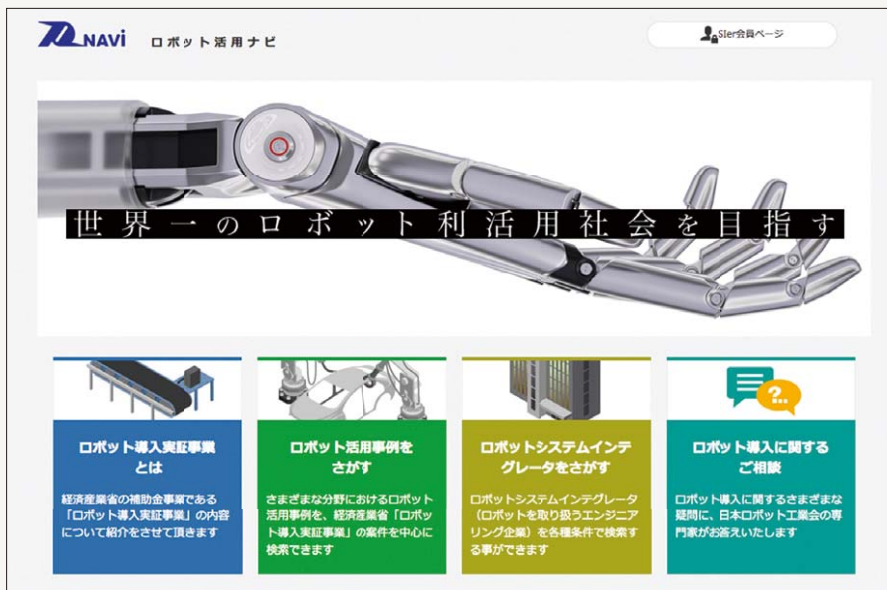 NAVi ロボット活用ナビ
SIer会員ページ
世界一のロボット利活用社会を目指す
ロボット導入実証事業
とは
経済産業省の補助金事業である
「ロボット導入実証事業」の内容
について紹介をさせて頂きます
ロボット活用事例を
さがす
さまざまな分野におけるロボット
活用事例を、経済産業省「ロボッ
ト導入実証事業」の案件を中心に
検索できます
ロボットシステムインテ
グレータをさがす
ロボットシステムインテグレータ
（ロボットを取り扱うエンジニア
リング企業）を各種条件で検索す
る事ができます
ロボット導入に関する
ご相談
ロボット導入に関するさまざまな
疑問に、日本ロボット工業会の専
門家がお答えいたします
?...